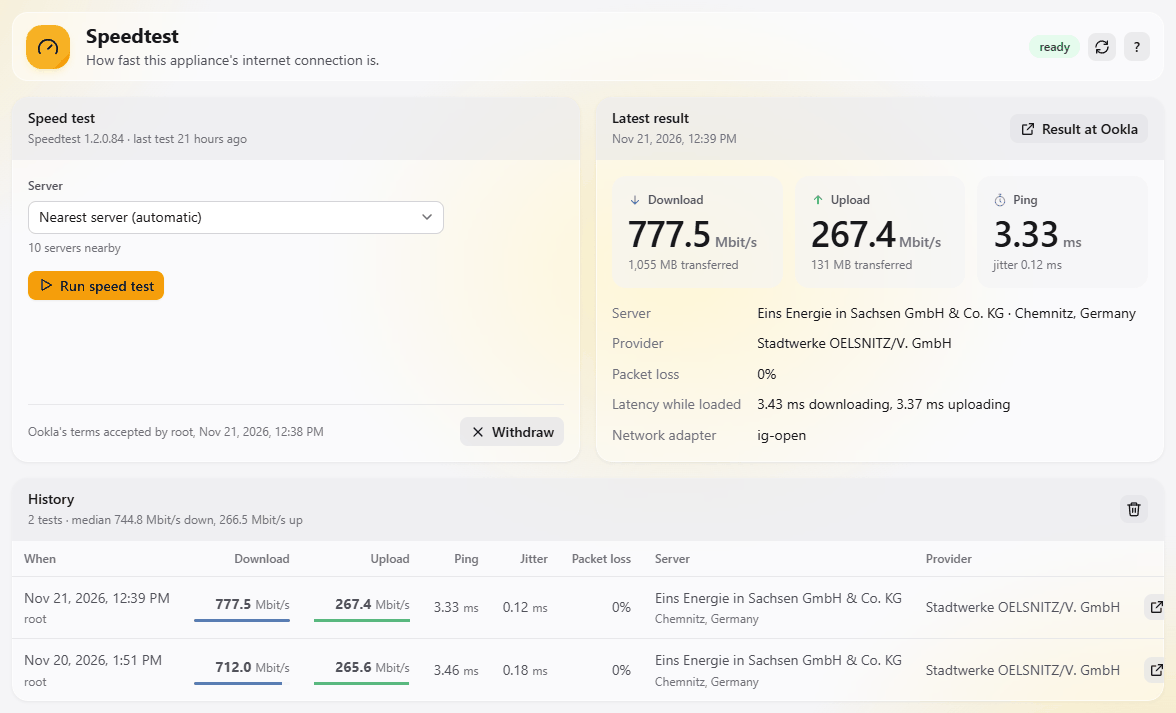 Speedtest
How fast this appliance's internet connection is.
ready
?
Speed test
Speedtest 1.2.0.84 · last test 21 hours ago
Server
Nearest server (automatic)
10 servers nearby
Run speed test
Ookla's terms accepted by root, Nov 21, 2026, 12:38 PM
Withdraw
Latest result
Nov 21, 2026, 12:39 PM
Result at Ookla
Download
777.5 Mbit/s
1,055 MB transferred
Upload
267.4 Mbit/s
131 MB transferred
Ping
3.33 ms
jitter 0.12 ms
Server Eins Energie in Sachsen GmbH & Co. KG · Chemnitz, Germany
Provider Stadtwerke OELSNITZ/V. GmbH
Packet loss 0%
Latency while loaded 3.43 ms downloading, 3.37 ms uploading
Network adapter ig-open
History
2 tests · median 744.8 Mbit/s down, 266.5 Mbit/s up
When Download Upload Ping Jitter Packet loss Server Provider
Nov 21, 2026, 12:39 PM 777.5 Mbit/s 267.4 Mbit/s 3.33 ms 0.12 ms 0% Eins Energie in Sachsen GmbH & Co. KG Stadtwerke OELSNITZ/V. GmbH
root Chemnitz, Germany
Nov 20, 2026, 1:51 PM 712.0 Mbit/s 265.6 Mbit/s 3.46 ms 0.18 ms 0% Eins Energie in Sachsen GmbH & Co. KG Stadtwerke OELSNITZ/V. GmbH
root Chemnitz, Germany